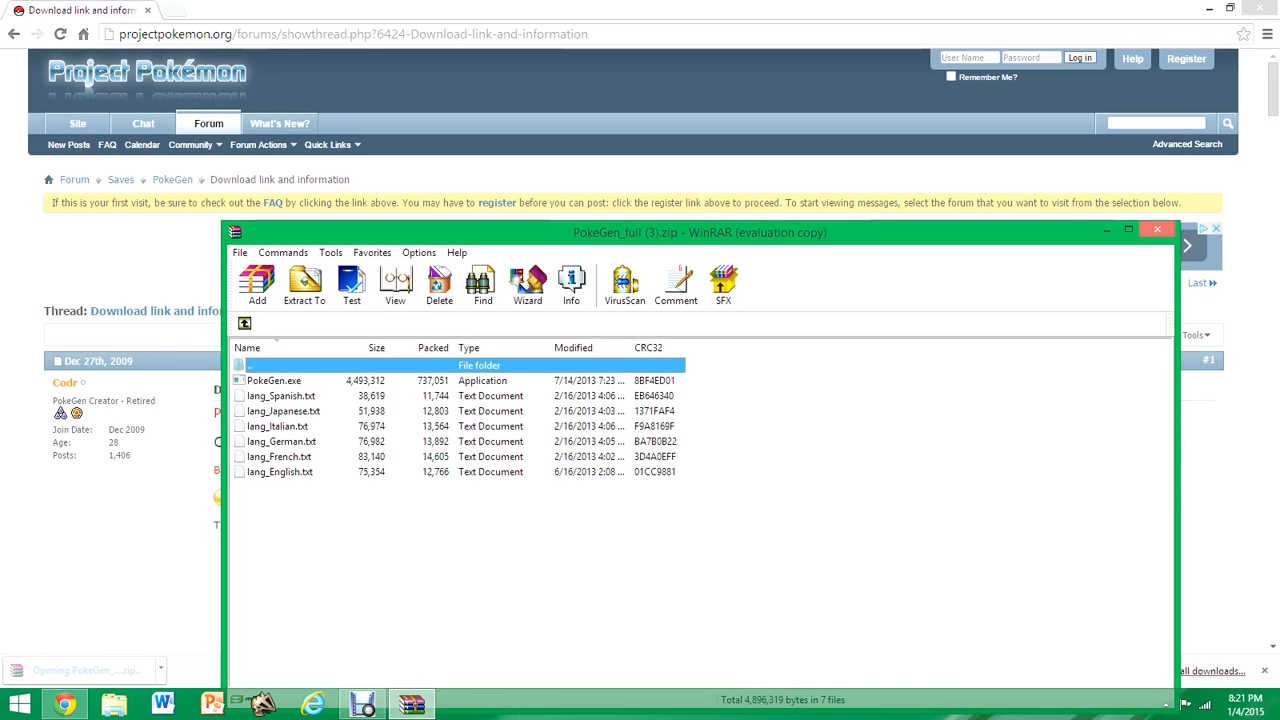 Download link and inforn
projectpokemon.org/forums/showthread.php?6424-Download-link-and-information
Project Pokémon
User Name
Password
Log in
Help
Register
Remember Me?
Site
Chat
Forum
What's New?
New Posts
FAQ
Calendar
Community
Forum Actions
Quick Links
Advanced Search
Forum
Saves
PokeGen
Download link and information
If this is your first visit, be sure to check out the FAQ by clicking the link above. You may have to register before you can post: click the register link above to proceed. To start viewing messages, select the forum that you want to visit from the selection below.
PokeGen_full (3).zip - WinRAR (evaluation copy)
File Commands Tools Favorites Options Help
Add Extract To Test View Delete Find Wizard Info VirusScan Comment SFX
Last
Thread: Download link and infor
Tools
Name Size Packed Type Modified CRC32
.. File folder
PokeGen.exe 4,493,312 737,051 Application 7/14/2013 7:23 ... 8BF4ED01
lang_Spanish.txt 38,619 11,744 Text Document 2/16/2013 4:06 ... EB646340
lang_Japanese.txt 51,938 12,803 Text Document 2/16/2013 4:03 ... 1371FAF4
lang_Italian.txt 76,974 13,564 Text Document 2/16/2013 4:06 ... F9A8169F
lang_German.txt 76,982 13,892 Text Document 2/16/2013 4:05 ... BA7B0B22
lang_French.txt 83,140 14,605 Text Document 2/16/2013 4:02 ... 3D4A0EFF
lang_English.txt 75,354 12,766 Text Document 6/16/2013 2:08 ... 01CC9881
Dec 27th, 2009
#1
Codr
PokeGen Creator - Retired
Join Date: Dec 2009
Age: 28
Posts: 1,406
Opening PokeGen_....zip...
all downloads...
Total 4,896,319 bytes in 7 files
8:21 PM
1/4/2015